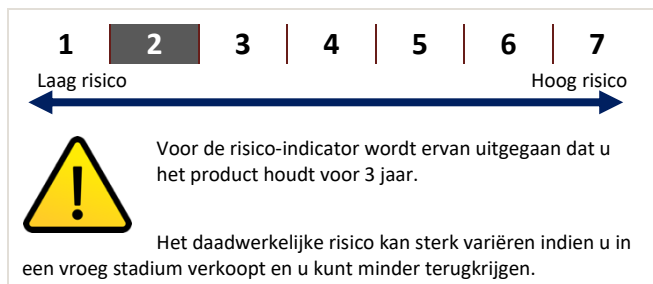 1 2 3 4 5 6 7
Laag risico Hoog risico
Voor de risico-indicator wordt ervan uitgegaan dat u
het product houdt voor 3 jaar.
Het daadwerkelijke risico kan sterk variëren indien u in
een vroeg stadium verkoopt en u kunt minder terugkrijgen.